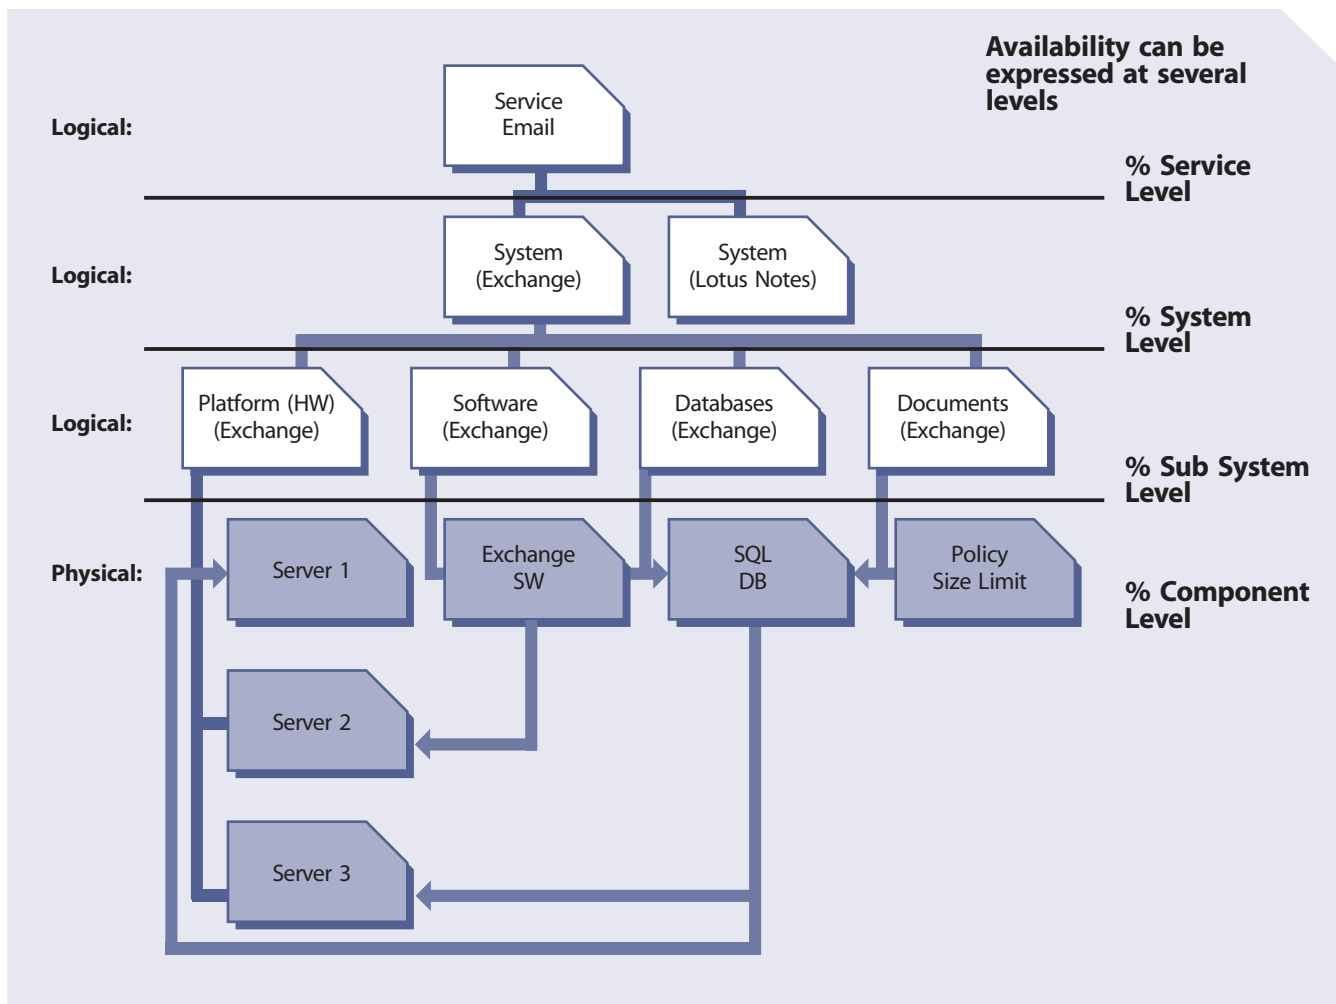 Availability can be
expressed at several
levels
Logical:
Service
Email
% Service
Level
Logical:
System
(Exchange)
System
(Lotus Notes)
% System
Level
Logical:
Platform (HW)
(Exchange)
Software
(Exchange)
Databases
(Exchange)
Documents
(Exchange)
% Sub System
Level
Physical:
Server 1
Exchange
SW
SQL
DB
Policy
Size Limit
% Component
Level
Server 2
Server 3